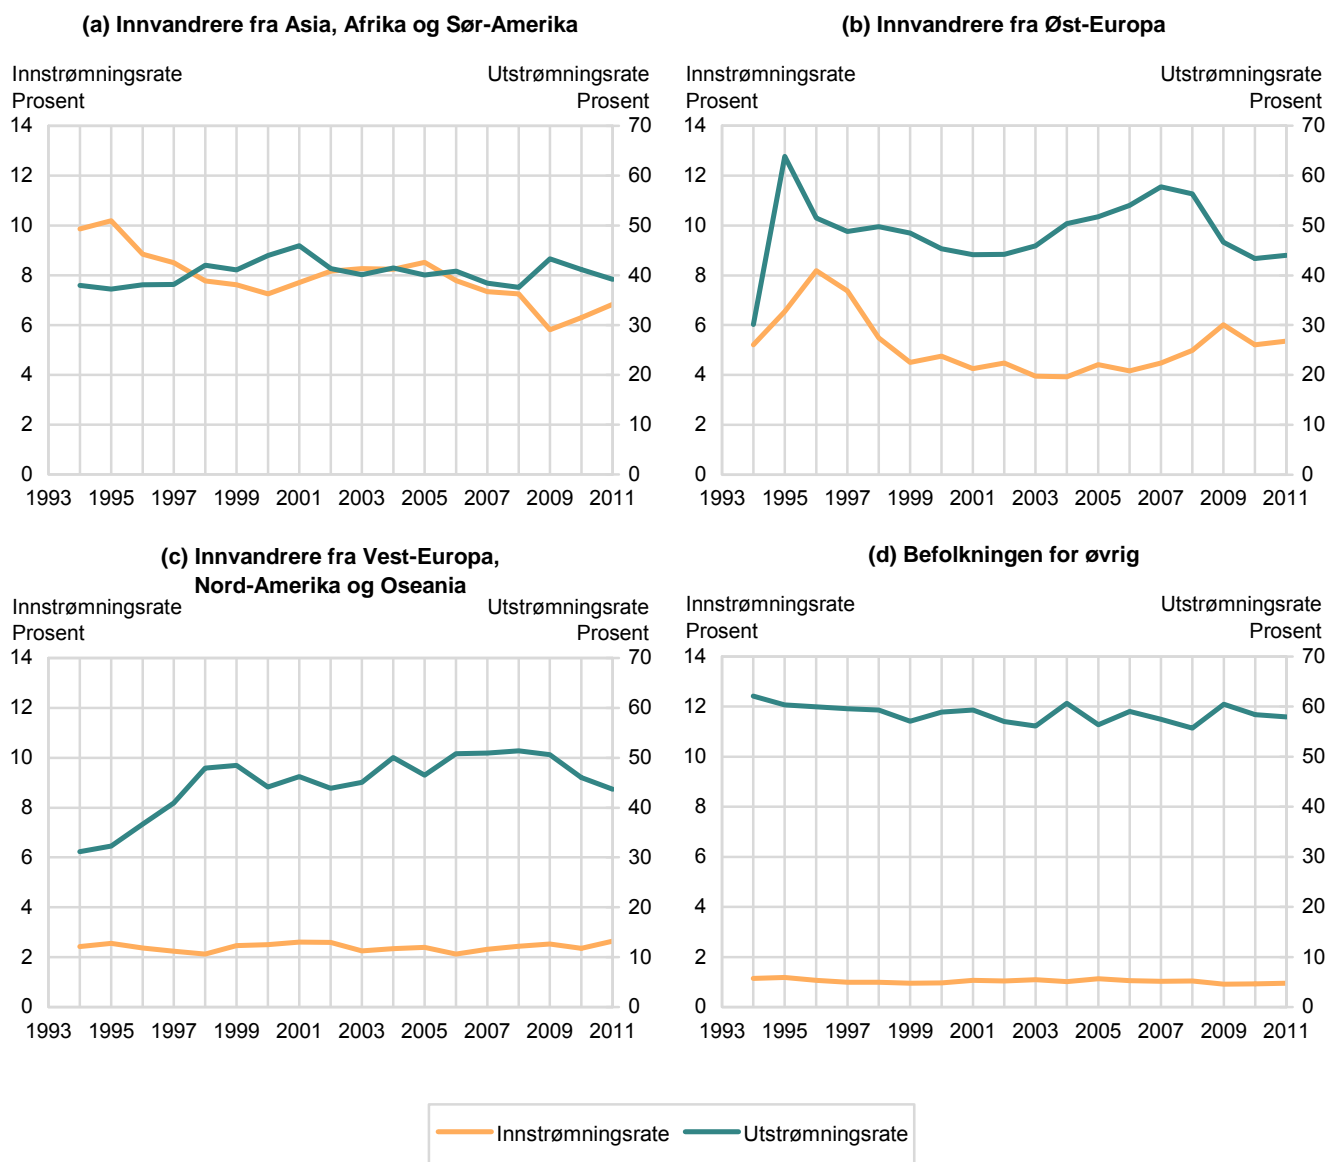 (a) Innvandrere fra Asia, Afrika og Sør-Amerika
Innstrømningsrate Utstrømningsrate
Prosent Prosent
14 70
12 60
10 50
8 40
6 30
4 20
2 10
0 0
1993 1995 1997 1999 2001 2003 2005 2007 2009 2011
(b) Innvandrere fra Øst-Europa
Innstrømningsrate Utstrømningsrate
Prosent Prosent
14 70
12 60
10 50
8 40
6 30
4 20
2 10
0 0
1993 1995 1997 1999 2001 2003 2005 2007 2009 2011
(c) Innvandrere fra Vest-Europa,
Nord-Amerika og Oseania
Innstrømningsrate Utstrømningsrate
Prosent Prosent
14 70
12 60
10 50
8 40
6 30
4 20
2 10
0 0
1993 1995 1997 1999 2001 2003 2005 2007 2009 2011
(d) Befolkningen for øvrig
Innstrømningsrate Utstrømningsrate
Prosent Prosent
14 70
12 60
10 50
8 40
6 30
4 20
2 10
0 0
1993 1995 1997 1999 2001 2003 2005 2007 2009 2011
Innstrømningsrate Utstrømningsrate